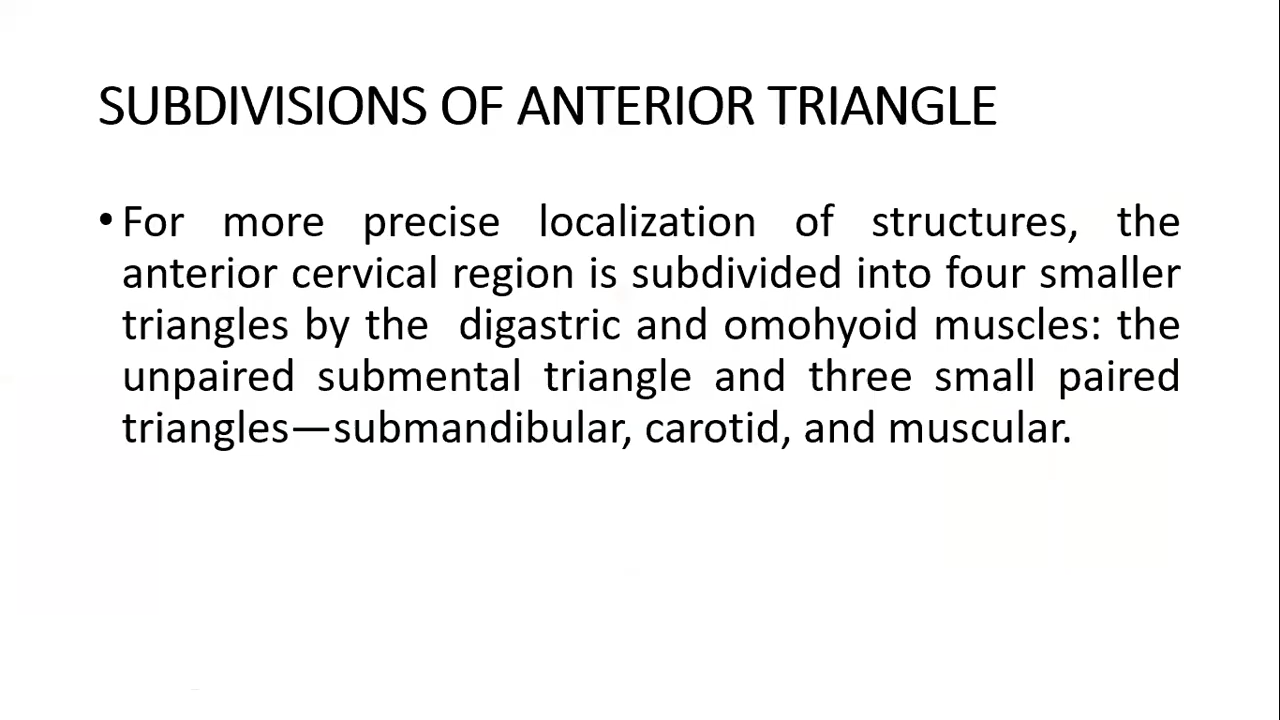 SUBDIVISIONS OF ANTERIOR TRIANGLE
•For more precise localization of structures, the
anterior cervical region is subdivided into four smaller
triangles by the  digastric and omohyoid muscles: the
unpaired submental triangle and three small paired
triangles—submandibular, carotid, and muscular.